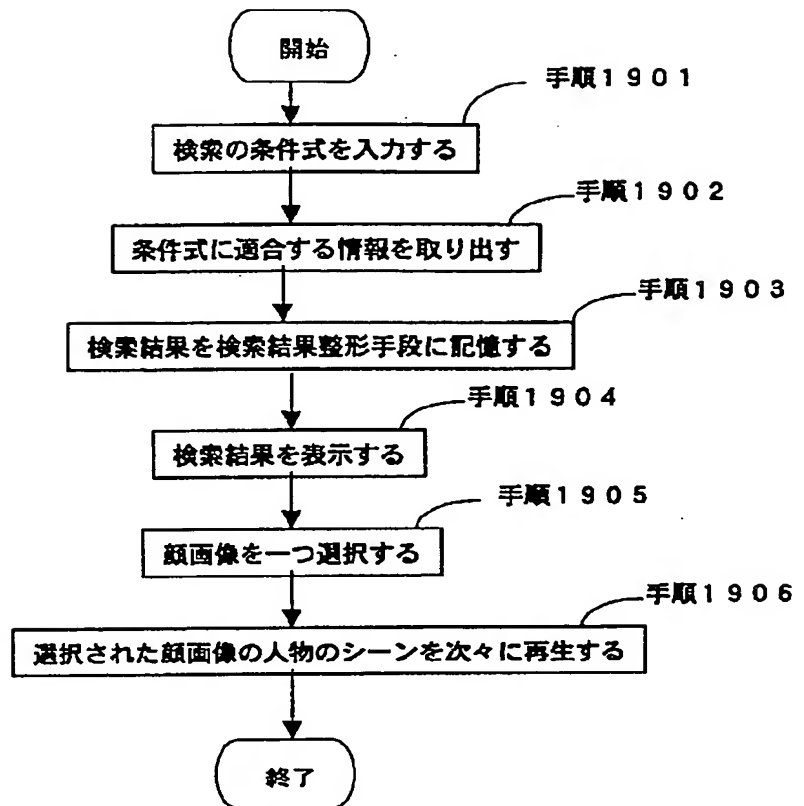 開始
手順1901
検索の条件式を入力する
手順1902
条件式に適合する情報を取り出す
手順1903
検索結果を検索結果整形手段に記憶する
手順1904
検索結果を表示する
手順1905
顔画像を一つ選択する
手順1906
選択された顔画像の人物のシーンを次々に再生する
終了